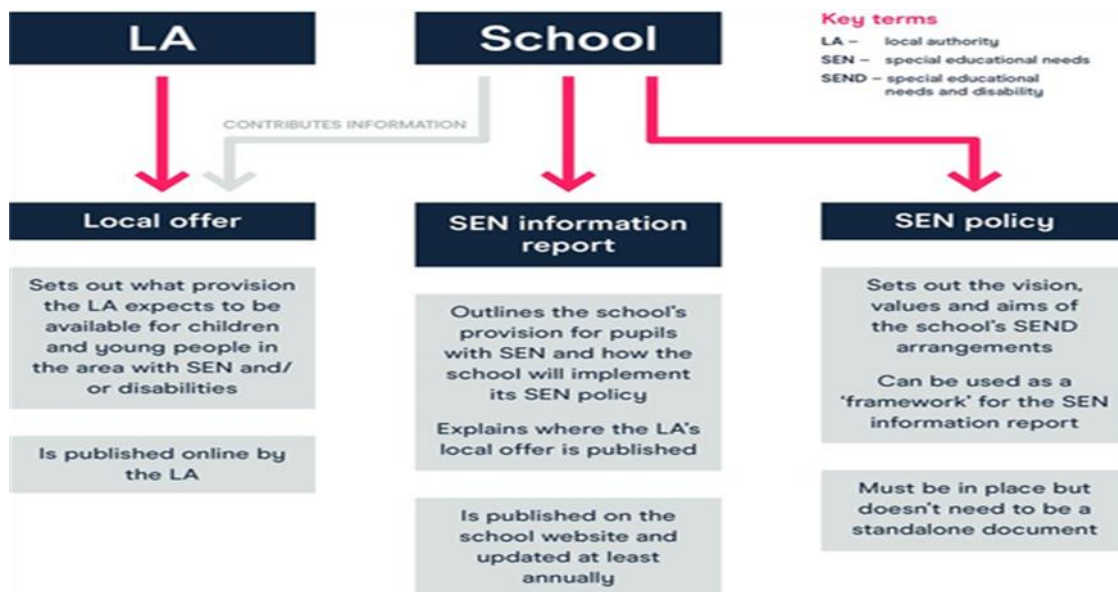 LA
School
Key terms
LA – local authority
SEN – special educational needs
SEND – special educational
needs and disability
CONTRIBUTES INFORMATION
Local offer
Sets out what provision
the LA expects to be
available for children
and young people in
the area with SEN and/
or disabilities
Is published online by
the LA
SEN information
report
Outlines the school's
provision for pupils
with SEN and how the
school will implement
its SEN policy
Explains where the LA's
local offer is published
Is published on the
school website and
updated at least
annually
SEN policy
Sets out the vision,
values and aims of
the school's SEND
arrangements
Can be used as a
'framework' for the SEN
information report
Must be in place but
doesn't need to be a
standalone document